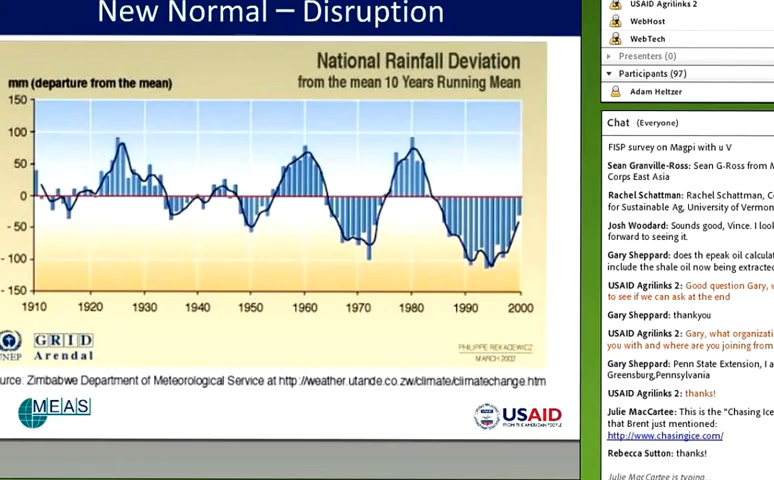 New Normal – Disruption
National Rainfall Deviation
from the mean 10 Years Running Mean
mm (departure from the mean)
150
100
50
0
- 50
- 100
- 150
1910 1920 1930 1940 1950 1960 1970 1980 1990 2000
UNEP
GRID
Arendal
PHILIPPE REKACEWICZ
MARCH 2002
urce: Zimbabwe Department of Meteorological Service at http://weather.utande.co.zw/climate/climatechange.htm
MEAS
USAID
FROM THE AMERICAN PEOPLE
USAID Agrilinks 2
WebHost
WebTech
Presenters (0)
Participants (97)
Adam Heltzer
Chat (Everyone)
FISP survey on Magpi with u V
Sean Granville-Ross: Sean G-Ross from M
Corps East Asia
Rachel Schattman: Rachel Schattman, C
for Sustainable Ag, University of Vermon
Josh Woodard: Sounds good, Vince. I look
forward to seeing it.
Gary Sheppard: does th epeak oil calculat
include the shale oil now being extracted
USAID Agrilinks 2: Good question Gary, w
to see if we can ask at the end
Gary Sheppard: thankyou
USAID Agrilinks 2: Gary, what organizati
you with and where are you joining from
Gary Sheppard: Penn State Extension, I a
Greensburg,Pennsylvania
USAID Agrilinks 2: thanks!
Julie MacCartee: This is the "Chasing Ice
that Brent just mentioned:
http://www.chasingice.com/
Rebecca Sutton: thanks!
Julie MacCartee is typing...